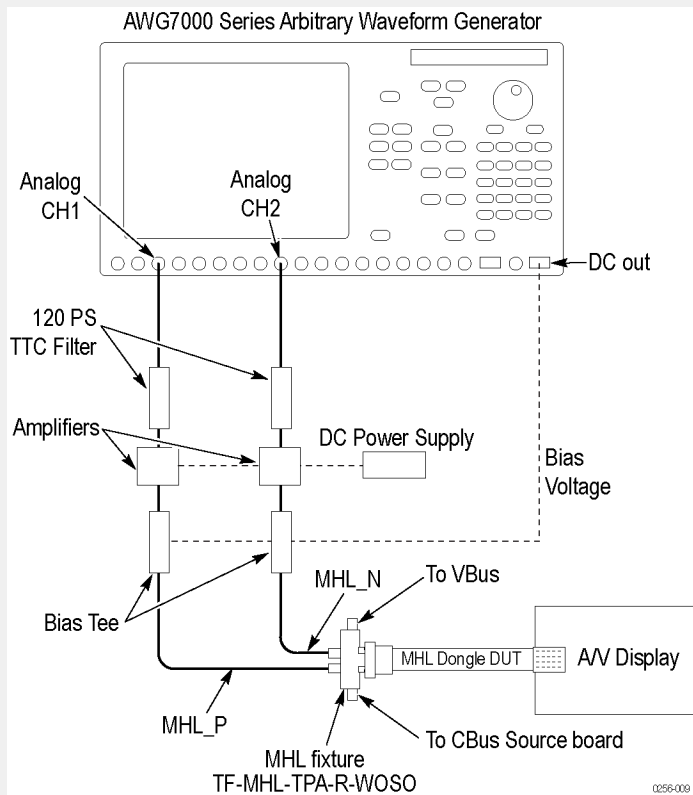 AWG7000 Series Arbitrary Waveform Generator
Analog
CH1
Analog
CH2
DC out
120 PS
TTC Filter
Amplifiers
DC Power Supply
Bias
Voltage
Bias Tee
MHL_N
To VBus
MHL Dongle DUT
A/V Display
MHL_P
To CBus Source board
MHL fixture
TF-MHL-TPA-R-WOSO
0256-009